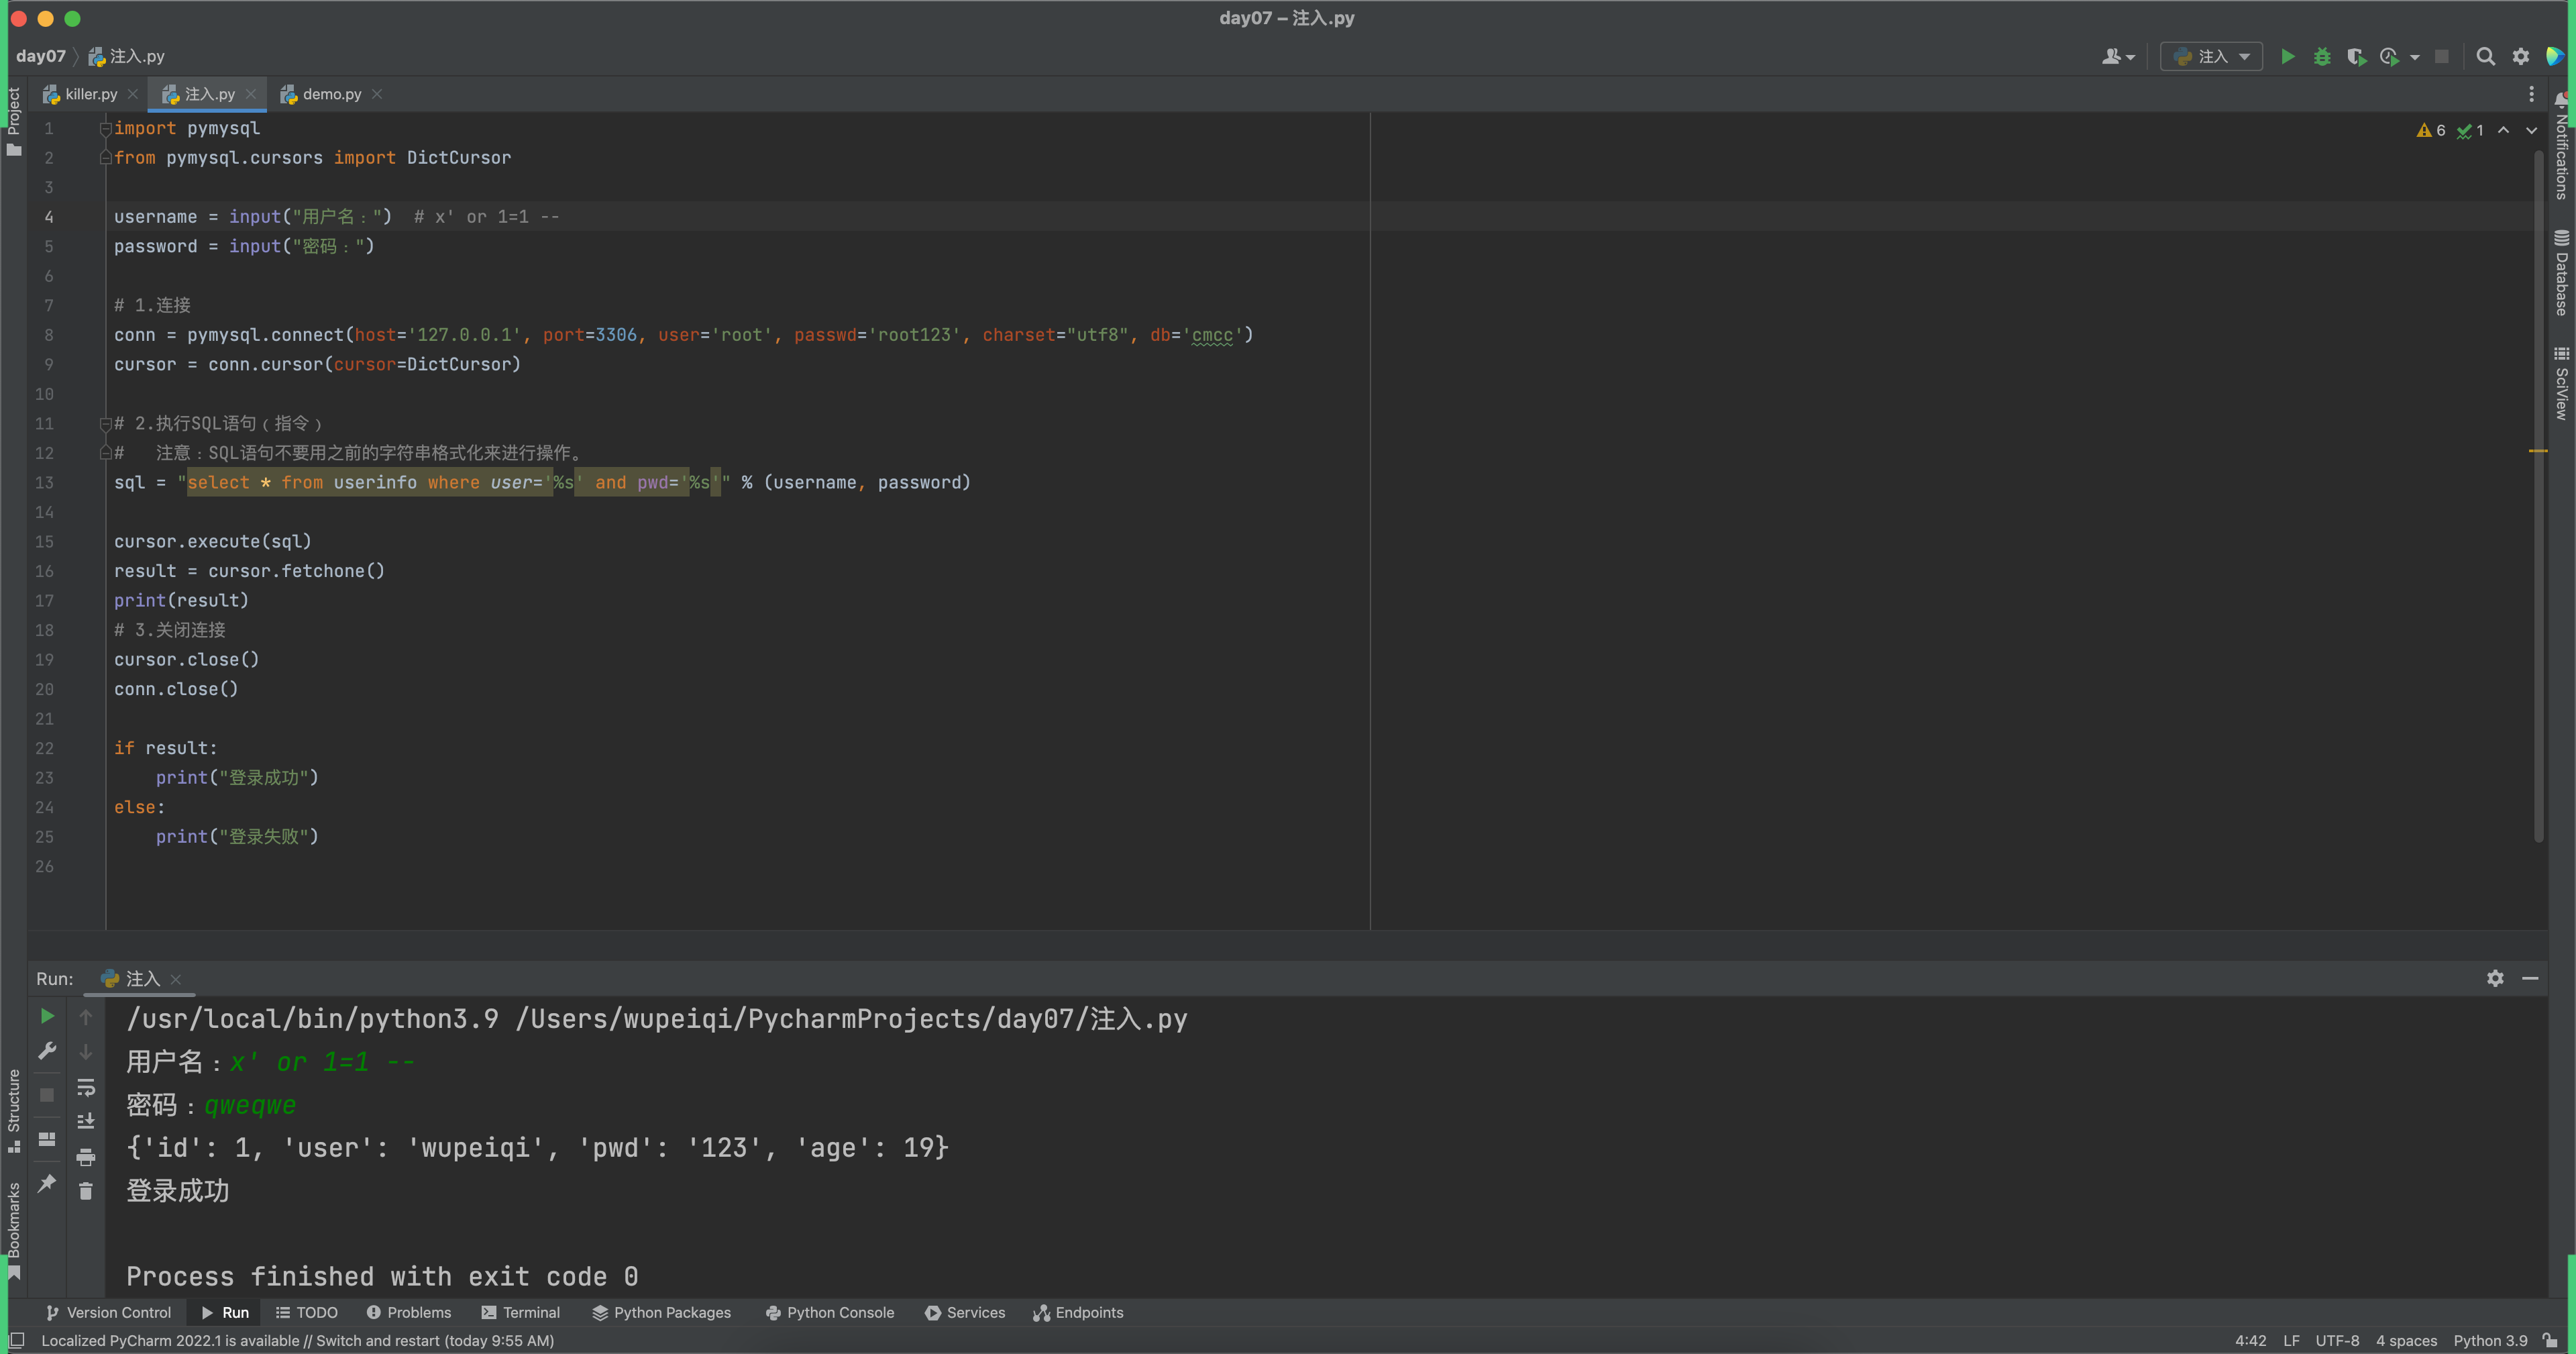 day07 – 注入.py
day07 注入.py
注入
killer.py 注入.py demo.py
Project
Notifications
Database
SciView
6 1
1 import pymysql
2 from pymysql.cursors import DictCursor
3
4 username = input("用户名：") # x' or 1=1 --
5 password = input("密码：")
6
7 # 1.连接
8 conn = pymysql.connect(host='127.0.0.1', port=3306, user='root', passwd='root123', charset="utf8", db='cmcc')
9 cursor = conn.cursor(cursor=DictCursor)
10
11 # 2.执行SQL语句（指令）
12 #   注意：SQL语句不要用之前的字符串格式化来进行操作。
13 sql = "select * from userinfo where user='%s' and pwd='%s'" % (username, password)
14
15 cursor.execute(sql)
16 result = cursor.fetchone()
17 print(result)
18 # 3.关闭连接
19 cursor.close()
20 conn.close()
21
22 if result:
23     print("登录成功")
24 else:
25     print("登录失败")
26
Run: 注入
/usr/local/bin/python3.9 /Users/wupeiqi/PycharmProjects/day07/注入.py
用户名：x' or 1=1 --
密码：qweqwe
{'id': 1, 'user': 'wupeiqi', 'pwd': '123', 'age': 19}
登录成功
Process finished with exit code 0
Structure
Bookmarks
Version Control Run TODO Problems Terminal Python Packages Python Console Services Endpoints
Localized PyCharm 2022.1 is available // Switch and restart (today 9:55 AM) 4:42 LF UTF-8 4 spaces Python 3.9